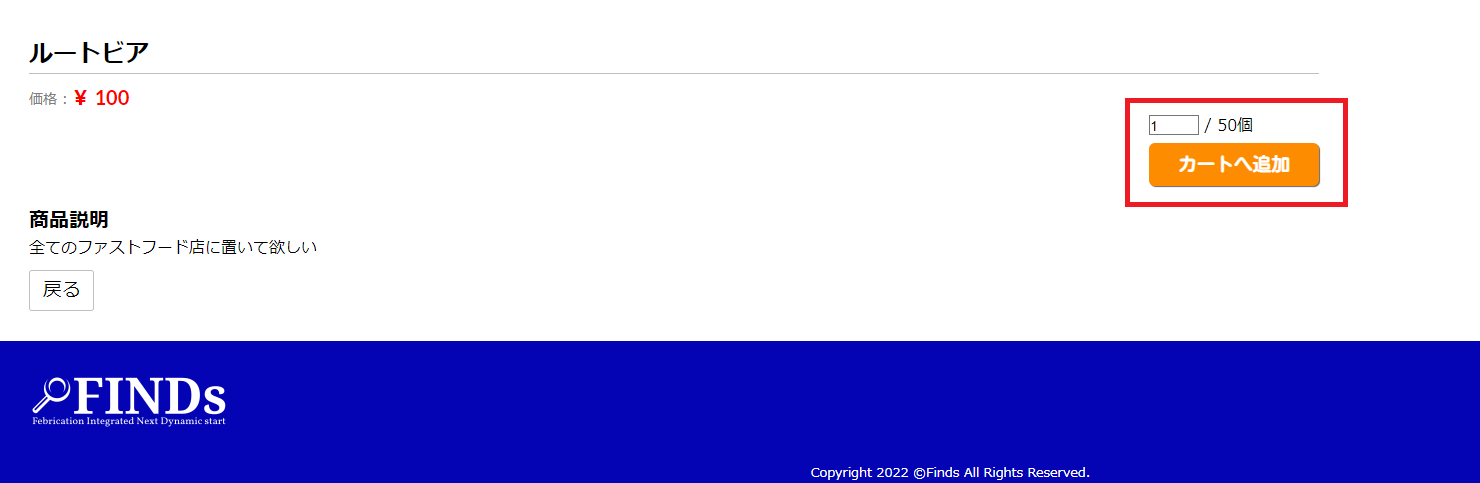 ルートビア
価格：¥ 100
1 / 50個
カートへ追加
商品説明
全てのファストフード店に置いて欲しい
戻る
FINDs
Febrication Integrated Next Dynamic start
Copyright 2022 ©Finds All Rights Reserved.